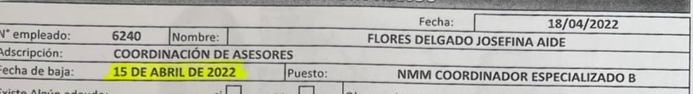 Fecha: 18/04/2022
N° empleado: 6240 Nombre: FLORES DELGADO JOSEFINA AIDE
Adscripción: COORDINACIÓN DE ASESORES
Fecha de baja: 15 DE ABRIL DE 2022 Puesto: NMM COORDINADOR ESPECIALIZADO B